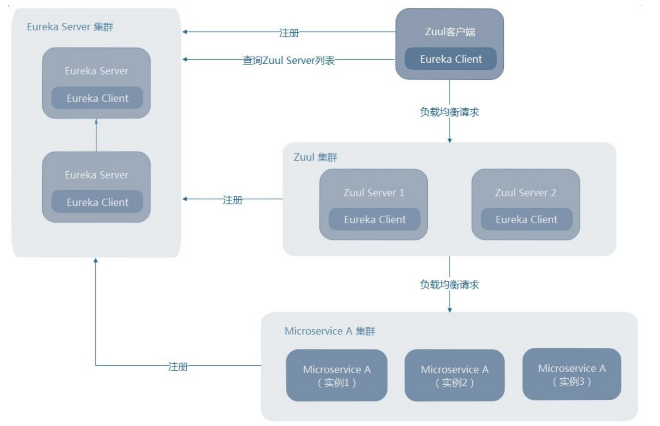 Eureka Server 集群
Eureka Server
Eureka Client
Eureka Server
Eureka Client
注册
查询Zuul Server列表
Zuul客户端
Eureka Client
负载均衡请求
Zuul 集群
Zuul Server 1
Eureka Client
Zuul Server 2
Eureka Client
注册
负载均衡请求
Microservice A 集群
Microservice A
（实例1）
Microservice A
（实例2）
Microservice A
（实例3）
注册